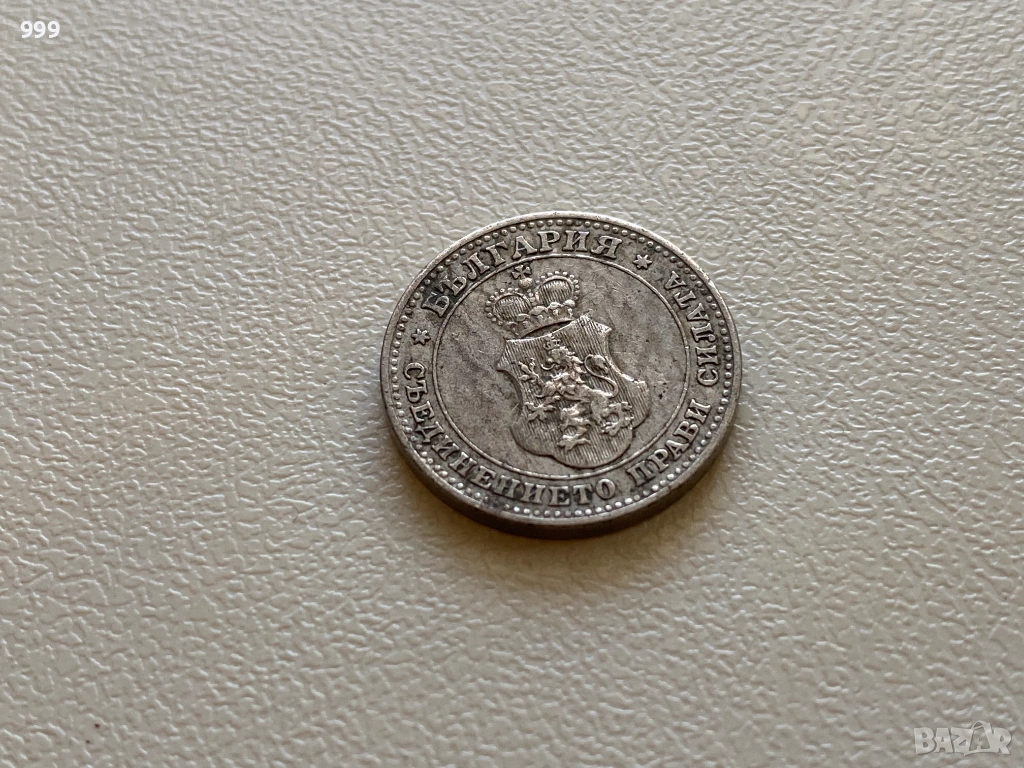 999
БЪЛГАРИЯ
СЪЕДИНЕНИЕТО ПРАВИ СИЛАТА
BAZAR